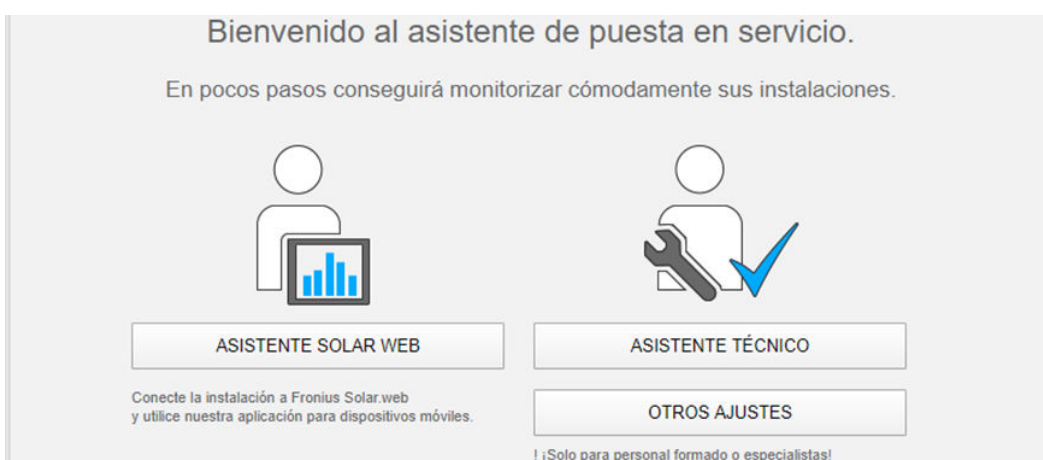 Bienvenido al asistente de puesta en servicio.
En pocos pasos conseguirá monitorizar cómodamente sus instalaciones.
ASISTENTE SOLAR WEB
Conecte la instalación a Fronius Solar.web
y utilice nuestra aplicación para dispositivos móviles.
ASISTENTE TÉCNICO
OTROS AJUSTES
! ¡Solo para personal formado o especialistas!